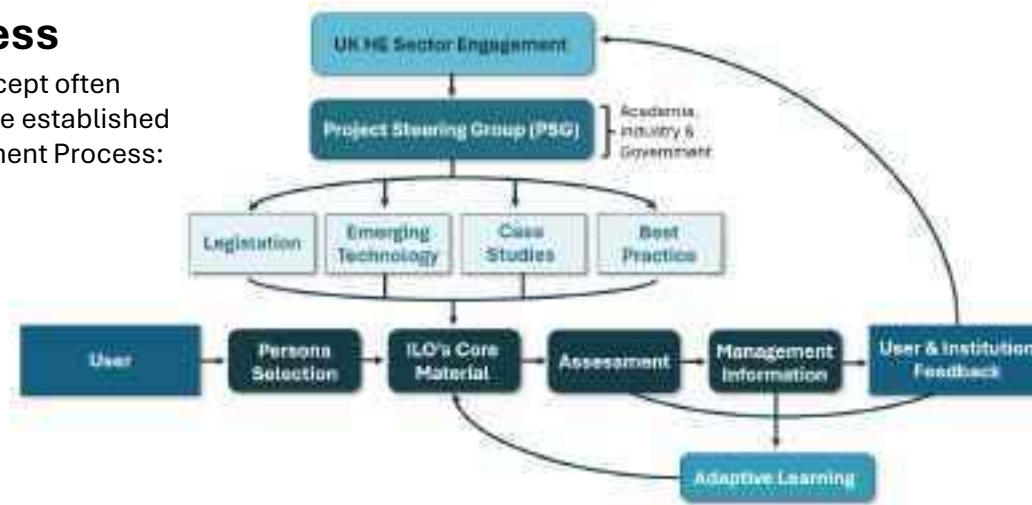 ess
cept often
e established
ment Process:
UK HE Sector Engagement
Project Steering Group (PSG)
Academia,
Industry &
Government
Legislation
Emerging
Technology
Case
Studies
Best
Practice
User
Persona
Selection
ILO's Core
Material
Assessment
Management
Information
User & Institution
Feedback
Adaptive Learning